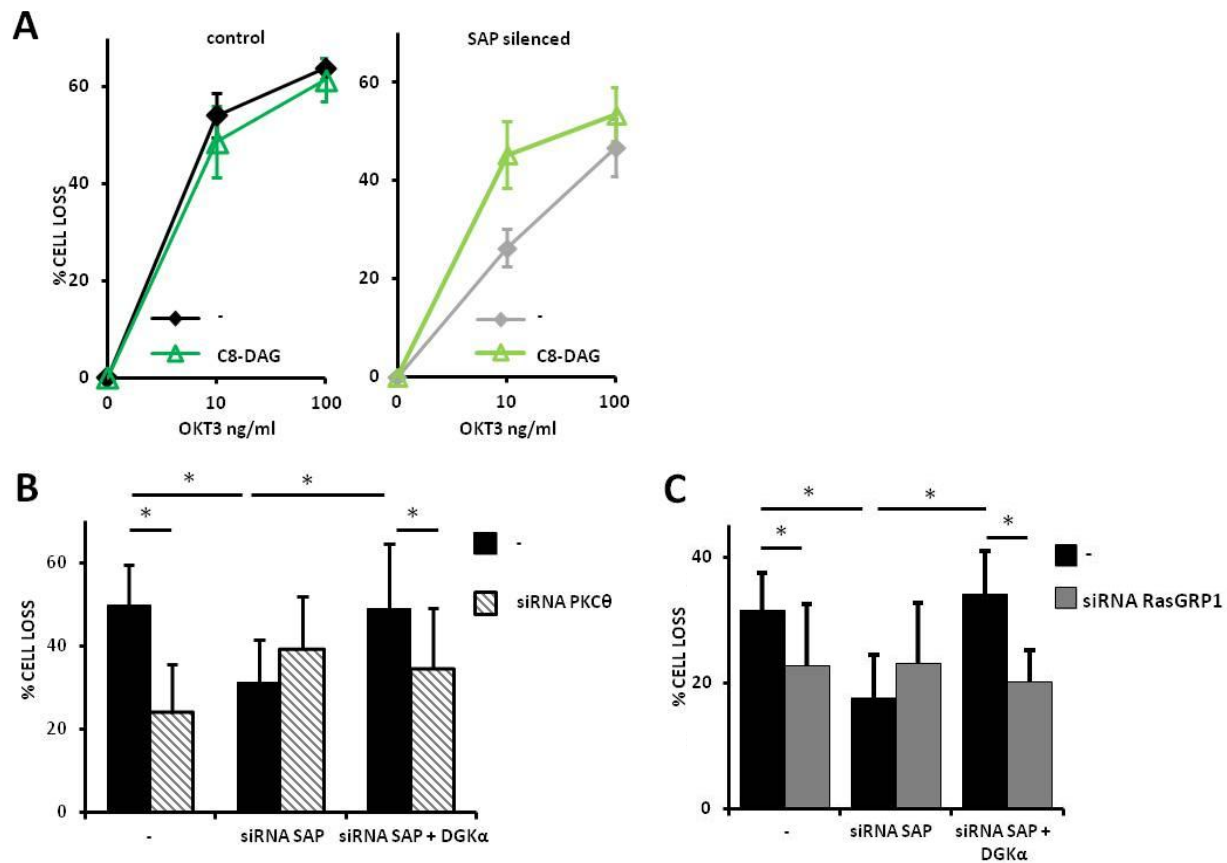 A
control
SAP silenced
% CELL LOSS
60
40
20
0
-
C8-DAG
0 10 100
OKT3 ng/ml
60
40
20
0
-
C8-DAG
0 10 100
OKT3 ng/ml
B
* *
* *
% CELL LOSS
60
40
20
0
-
siRNA PKCθ
- siRNA SAP siRNA SAP + DGKα
C
* *
* *
% CELL LOSS
40
20
0
-
siRNA RasGRP1
- siRNA SAP siRNA SAP +
DGKα